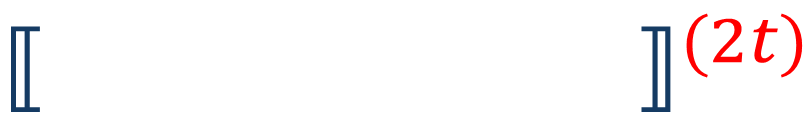 ⟦ ⟧(2t)